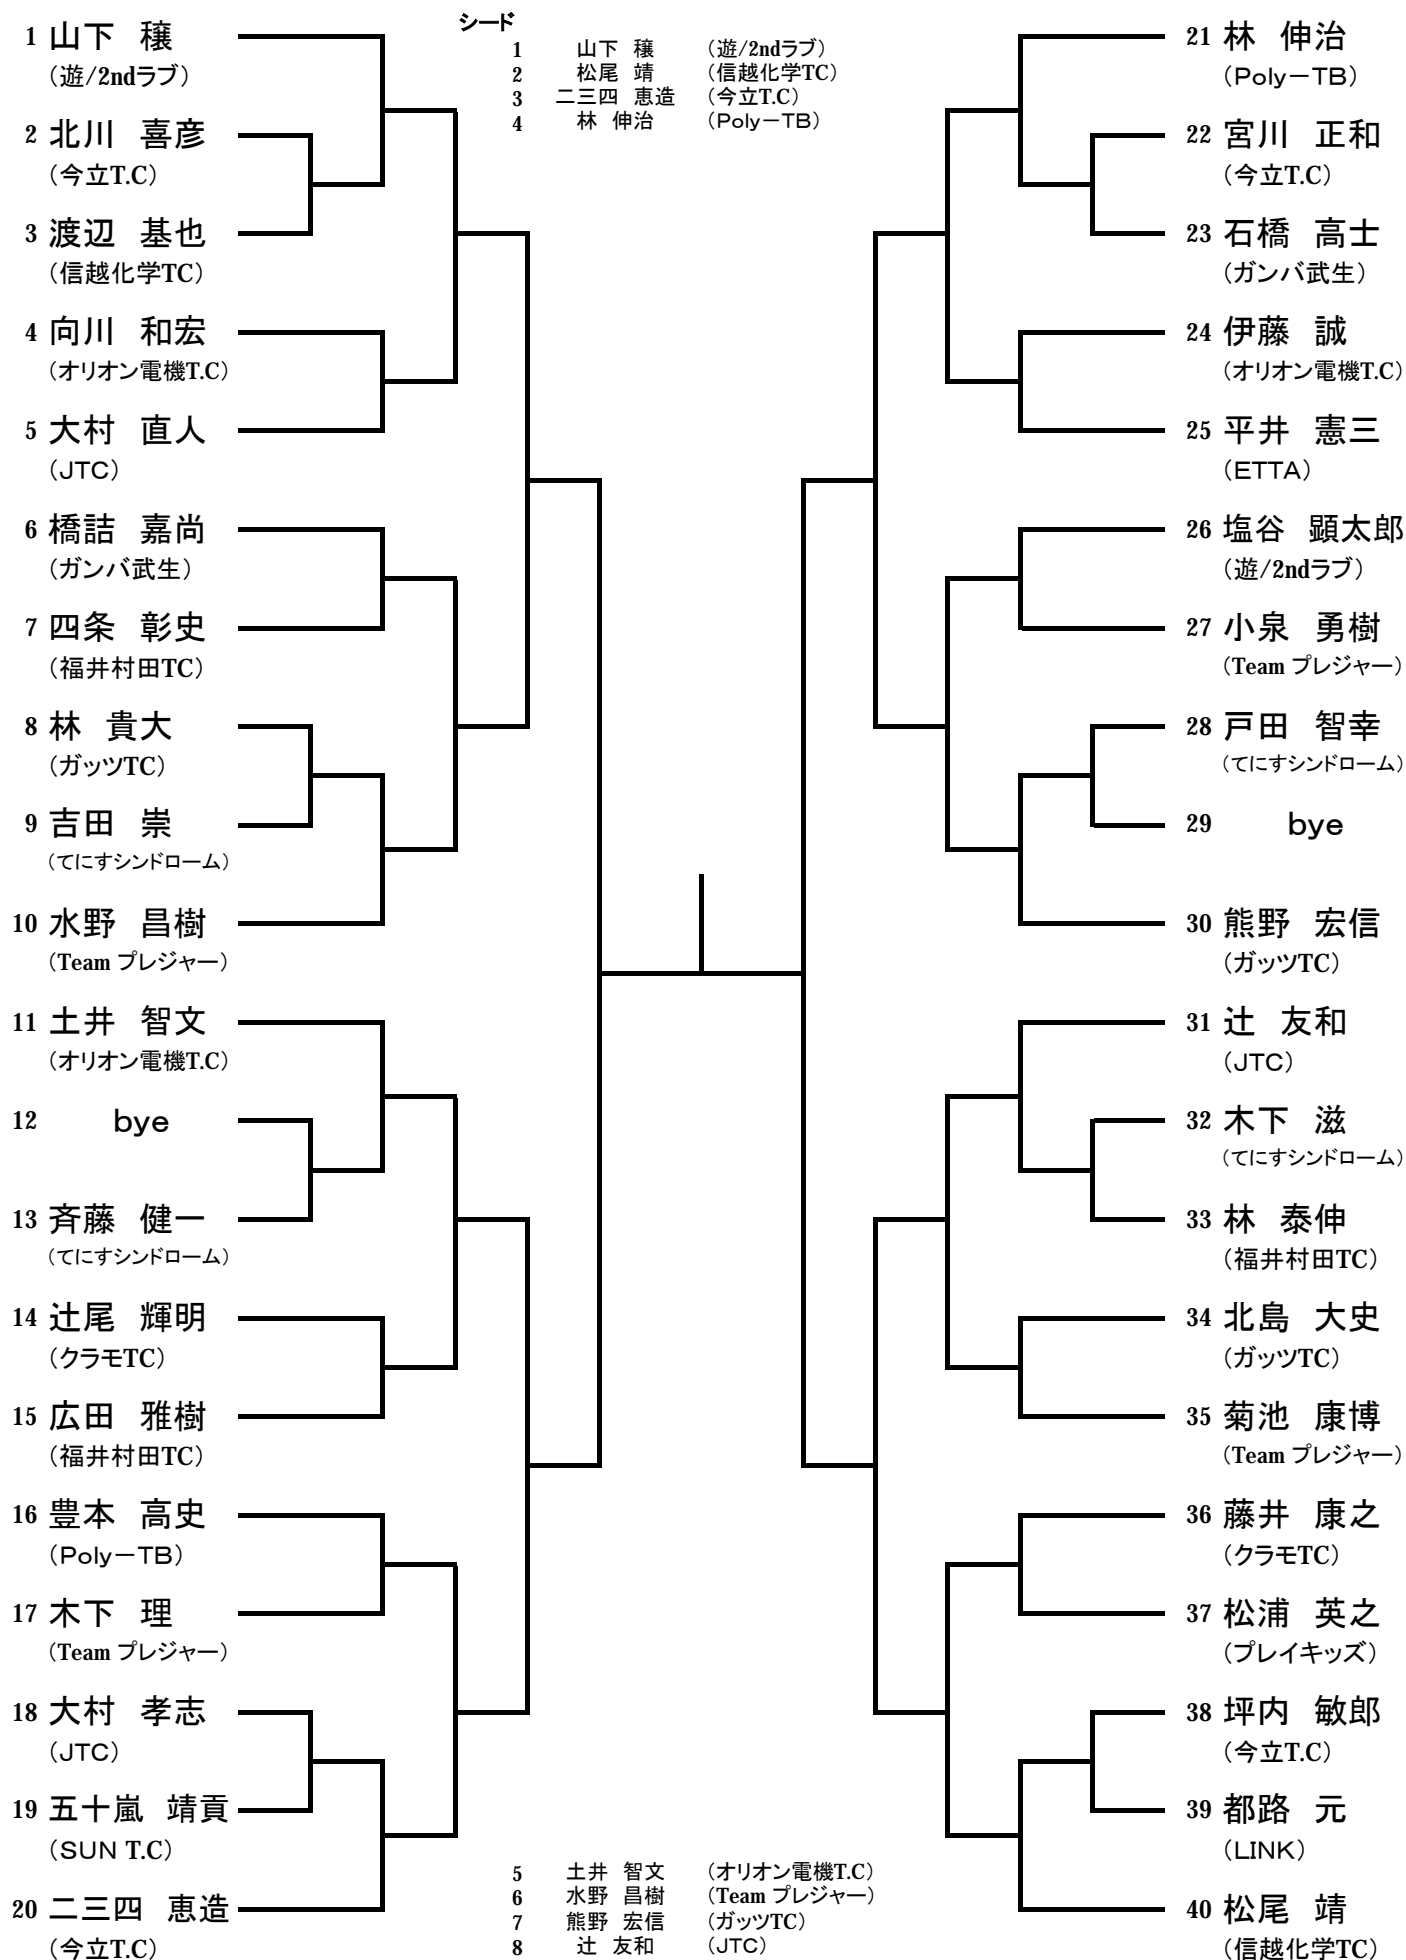 シード
1 山下 穣 （遊/2ndラブ）
2 松尾 靖 （信越化学TC）
3 二三四 恵造 （今立T.C）
4 林 伸治 （Poly－TB）
1 山下 穣
（遊/2ndラブ）
2 北川 喜彦
（今立T.C）
3 渡辺 基也
（信越化学TC）
4 向川 和宏
（オリオン電機T.C）
5 大村 直人
（JTC）
6 橋詰 嘉尚
（ガンバ武生）
7 四条 彰史
（福井村田TC）
8 林 貴大
（ガッツTC）
9 吉田 崇
（てにすシンドローム）
10 水野 昌樹
（Team プレジャー）
11 土井 智文
（オリオン電機T.C）
12 bye
13 斉藤 健一
（てにすシンドローム）
14 辻尾 輝明
（クラモTC）
15 広田 雅樹
（福井村田TC）
16 豊本 高史
（Poly－TB）
17 木下 理
（Team プレジャー）
18 大村 孝志
（JTC）
19 五十嵐 靖貢
（SUN T.C）
20 二三四 恵造
（今立T.C）
21 林 伸治
（Poly－TB）
22 宮川 正和
（今立T.C）
23 石橋 高士
（ガンバ武生）
24 伊藤 誠
（オリオン電機T.C）
25 平井 憲三
（ETTA）
26 塩谷 顕太郎
（遊/2ndラブ）
27 小泉 勇樹
（Team プレジャー）
28 戸田 智幸
（てにすシンドローム）
29 bye
30 熊野 宏信
（ガッツTC）
31 辻 友和
（JTC）
32 木下 滋
（てにすシンドローム）
33 林 泰伸
（福井村田TC）
34 北島 大史
（ガッツTC）
35 菊池 康博
（Team プレジャー）
36 藤井 康之
（クラモTC）
37 松浦 英之
（プレイキッズ）
38 坪内 敏郎
（今立T.C）
39 都路 元
（LINK）
40 松尾 靖
（信越化学TC）
5 土井 智文 （オリオン電機T.C）
6 水野 昌樹 （Team プレジャー）
7 熊野 宏信 （ガッツTC）
8 辻 友和 （JTC）